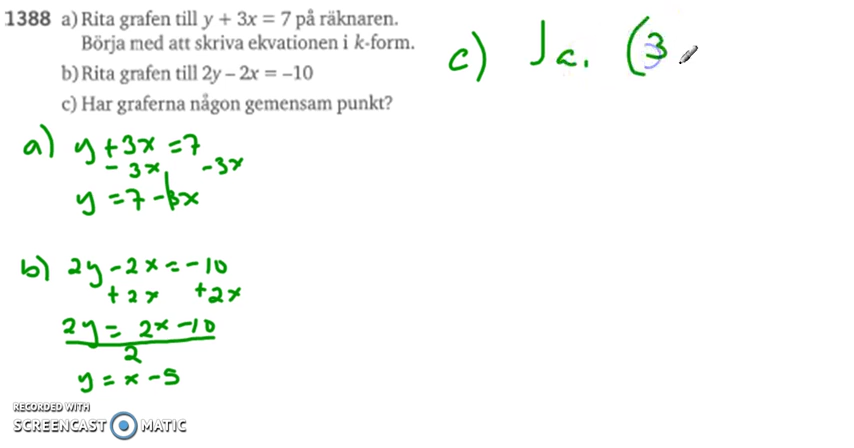 1388 a) Rita grafen till y + 3x = 7 på räknaren.
Börja med att skriva ekvationen i k-form.
b) Rita grafen till 2y – 2x = –10
c) Har graferna någon gemensam punkt?
c) Ja. (3
a) y + 3x = 7
- 3x -3x
y = 7 - 3x
b) 2y - 2x = -10
+ 2x +2x
2y = 2x - 10
2
y = x - 5
RECORDED WITH
SCREENCAST MATIC